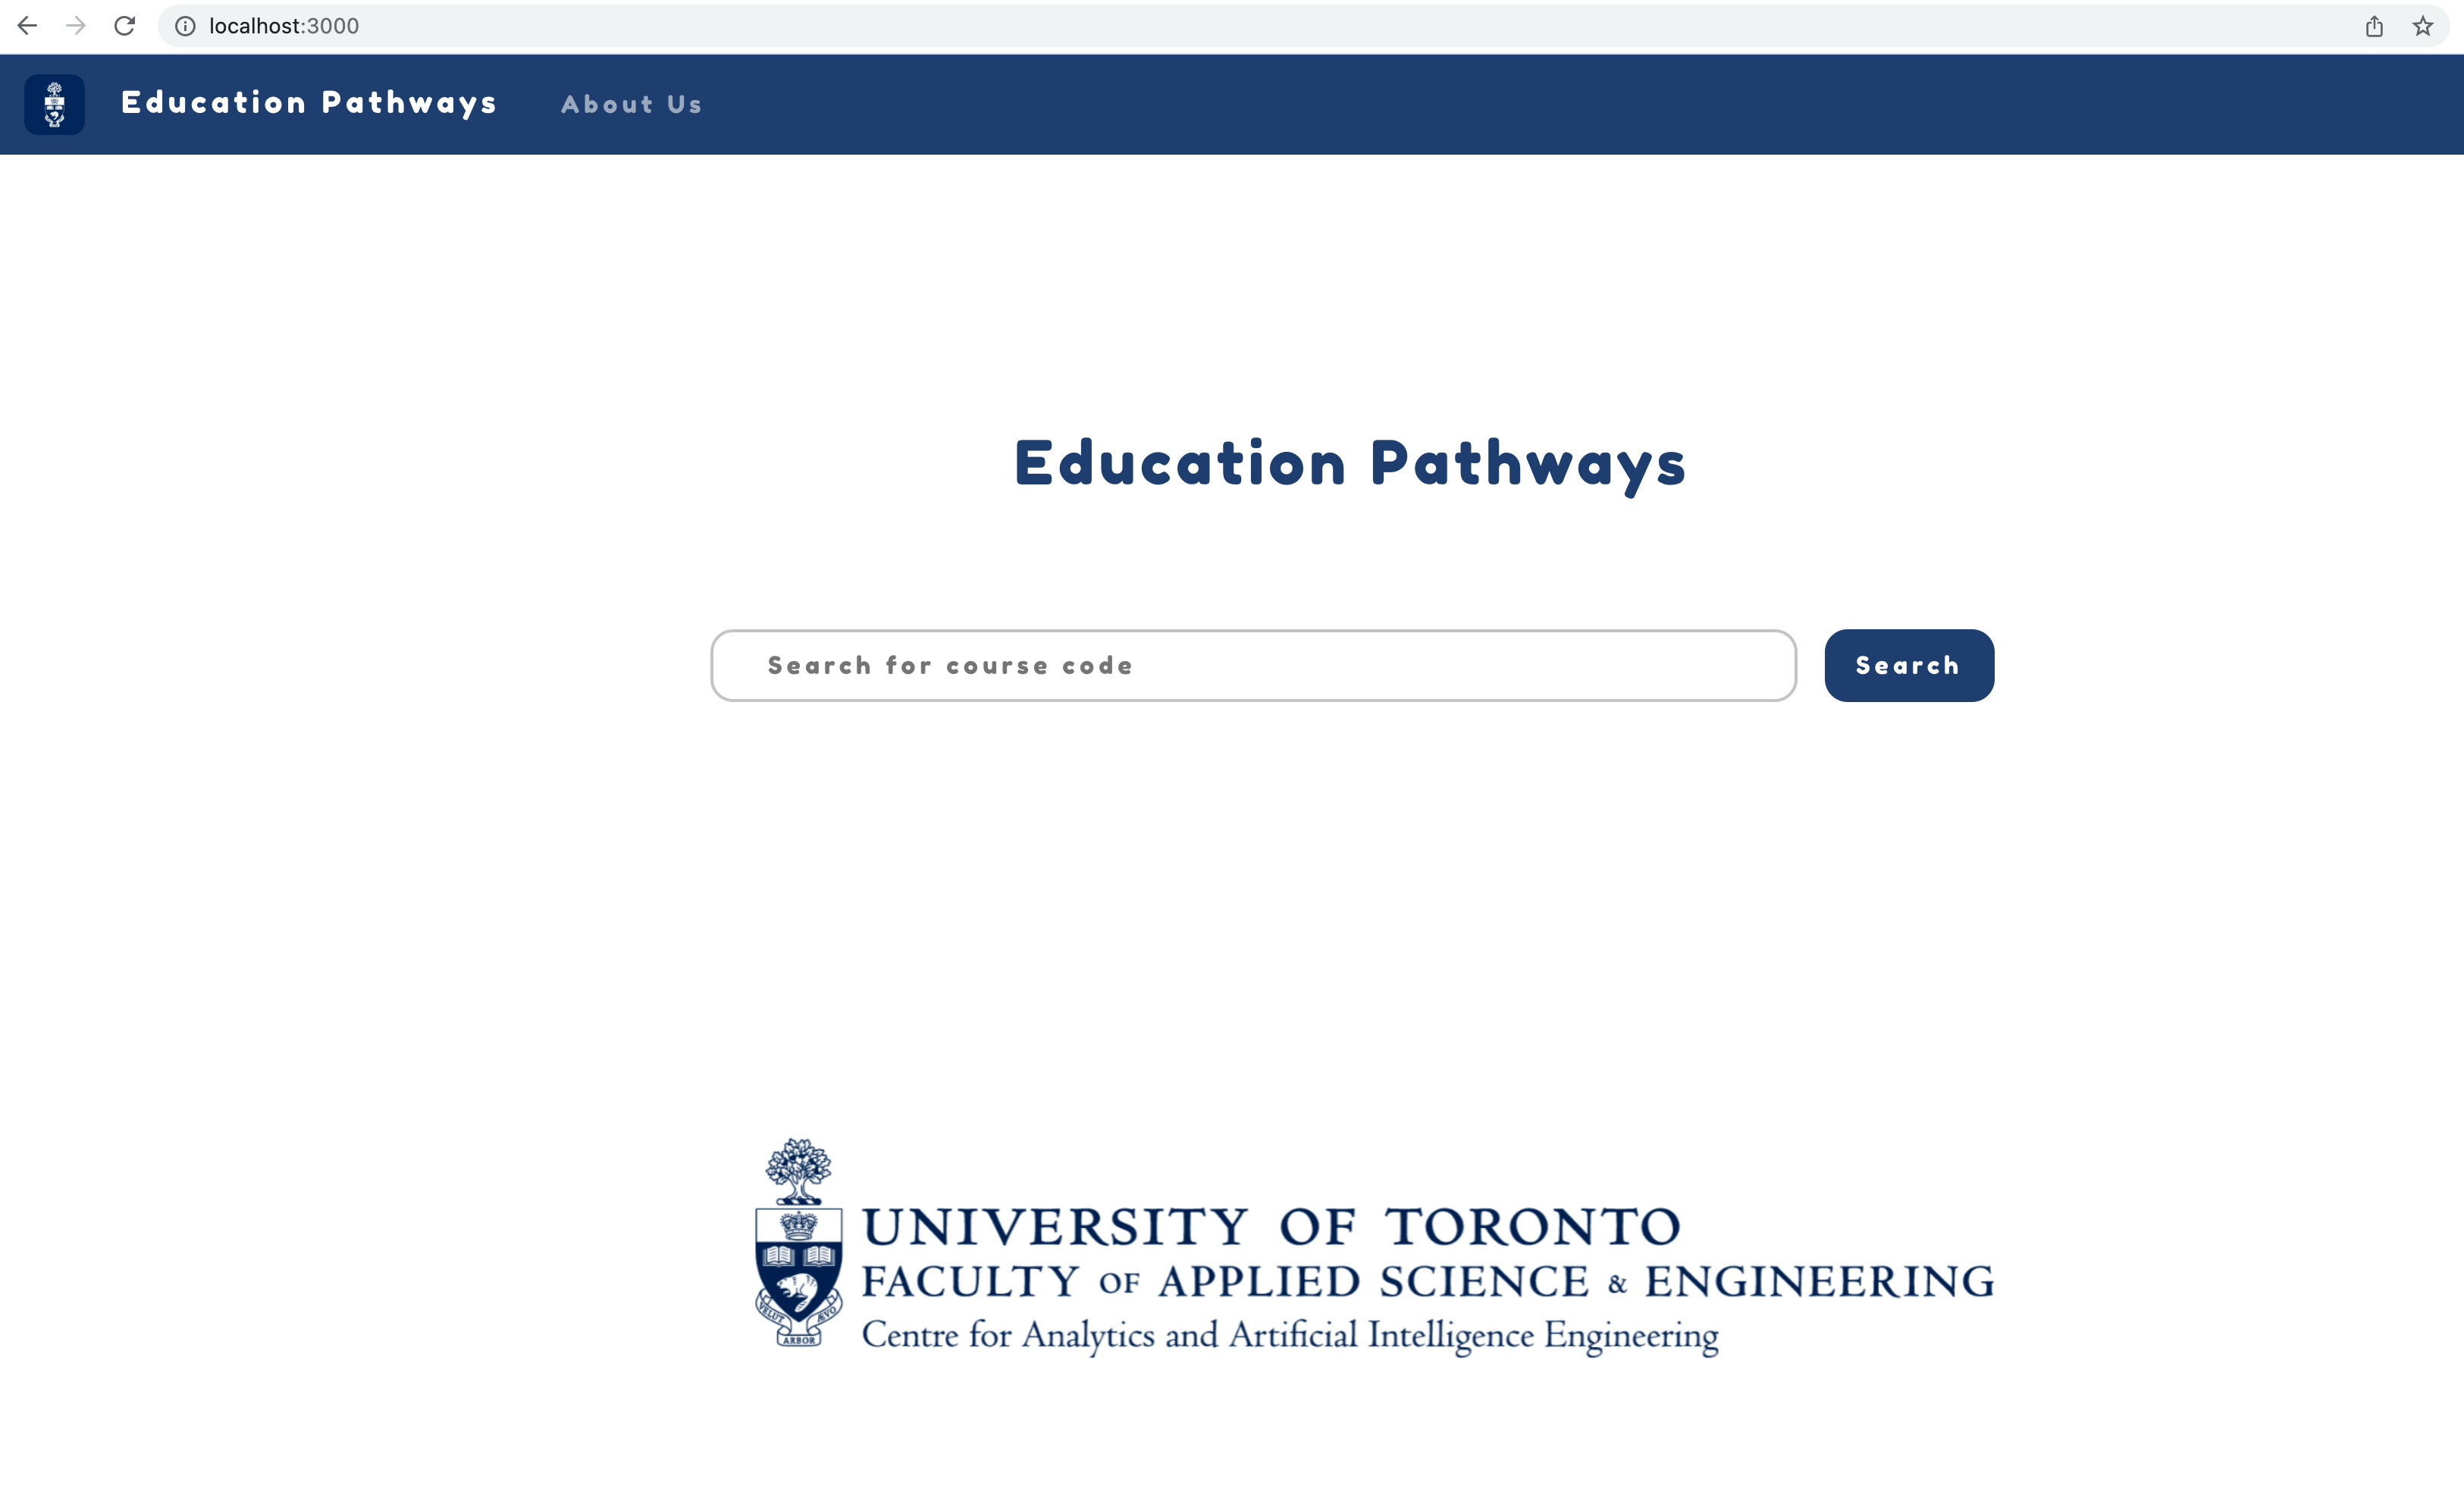 localhost:3000
Education Pathways About Us
Education Pathways
Search for course code Search
UNIVERSITY OF TORONTO
FACULTY OF APPLIED SCIENCE & ENGINEERING
Centre for Analytics and Artificial Intelligence Engineering
VELUT ARBOR ÆVO